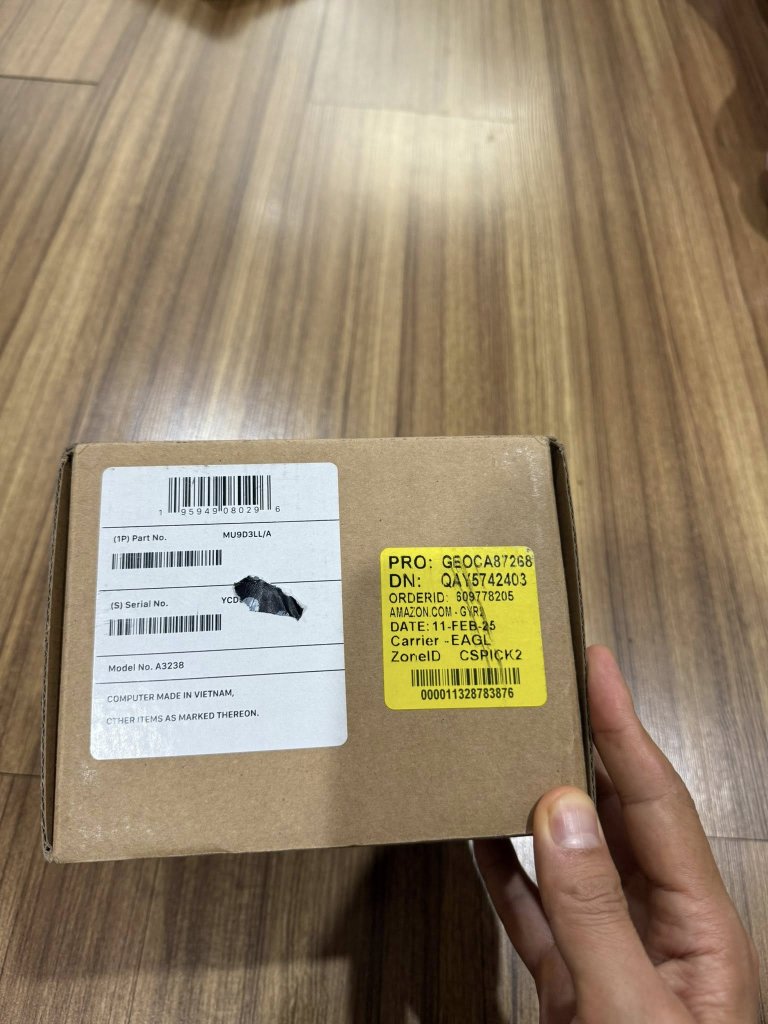 1 95949 08029 6
(1P) Part No. MU9D3LL/A
(S) Serial No. YCD
Model No. A3238
COMPUTER MADE IN VIETNAM,
OTHER ITEMS AS MARKED THEREON.
PRO: GEOCA87268
DN: QAY5742403
ORDERID: 609778205
AMAZON.COM - GYR1
DATE: 11-FEB-25
Carrier - EAGL
ZoneID CSPICK2
000011328783876